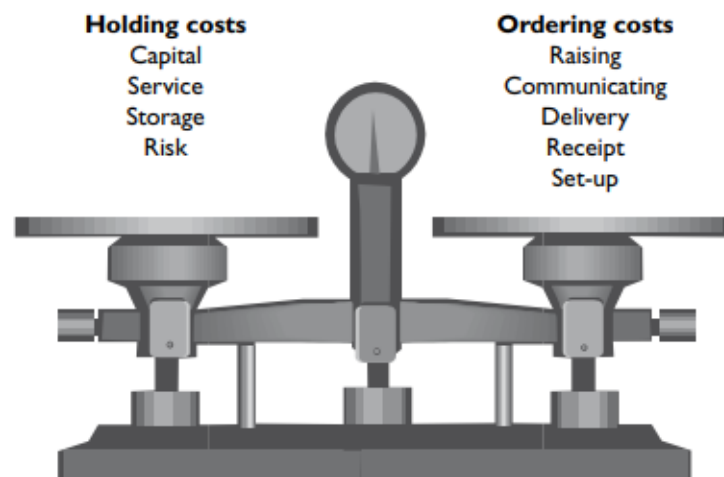 Holding costs
Capital
Service
Storage
Risk
Ordering costs
Raising
Communicating
Delivery
Receipt
Set-up